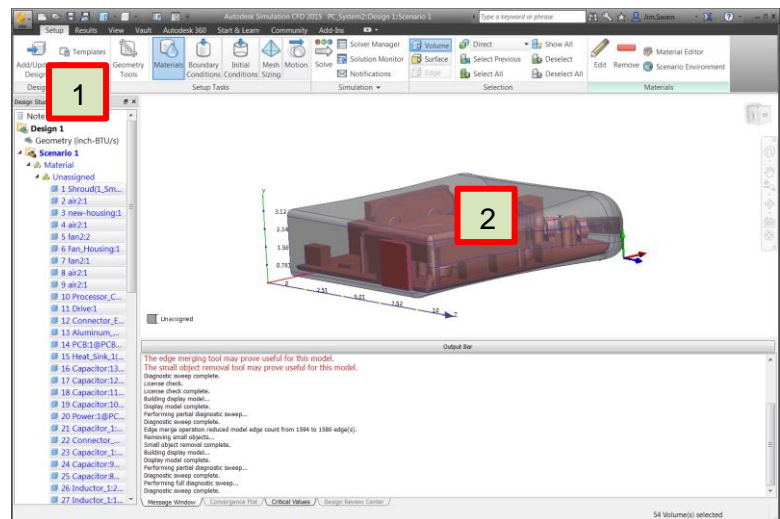 Autodesk Simulation CFD 2015 PC_System2:Design 1:Scenario 1
Type a keyword or phrase
Jim.Swain
Setup Results View Vault Autodesk 360 Start & Learn Community Add-Ins
Templates
Add/Upd
Design
Geometry
Tools
Materials
Boundary
Conditions
Initial
Conditions
Mesh
Sizing
Motion
Solve
Solver Manager
Solution Monitor
Notifications
Volume
Surface
Edge
Direct
Select Previous
Select All
Show All
Deselect
Deselect All
Edit
Remove
Material Editor
Scenario Environment
Setup Tasks
Simulation
Selection
Materials
1
Design Stu
Note
Design 1
Geometry (inch-BTU/s)
Scenario 1
Material
Unassigned
1 Shroud(1_Sm...
2 air2:1
3 new-housing:1
4 air2:1
5 fan2:2
6 Fan_Housing:1
7 fan2:1
8 air2:1
9 air2:1
10 Processor_C...
11 Drive:1
12 Connector_E...
13 Aluminum_...
14 PCB:1@PCB...
15 Heat_Sink_1(...
16 Capacitor:13...
17 Capacitor:12...
18 Capacitor:11...
19 Capacitor:10...
20 Power:1@PC...
21 Capacitor_1:...
22 Connector_...
23 Capacitor_1:...
24 Capacitor:9...
25 Capacitor:8...
26 Inductor_1:2...
27 Inductor_1:1...
2
Y
3.12
2.34
1.56
0.781
0
2.51
5.01
7.52
10
Z
Unassigned
Output Bar
The edge merging tool may prove useful for this model.
The small object removal tool may prove useful for this model.
Diagnostic sweep complete.
License check.
License check complete.
Building display model...
Display model complete.
Performing partial diagnostic sweep...
Diagnostic sweep complete.
Edge merge operation reduced model edge count from 1594 to 1580 edge(s).
Removing small objects...
Small object removal complete.
Building display model...
Display model complete.
Performing partial diagnostic sweep...
Diagnostic sweep complete.
Performing full diagnostic sweep...
Diagnostic sweep complete.
Message Window Convergence Plot Critical Values Design Review Center
54 Volume(s) selected